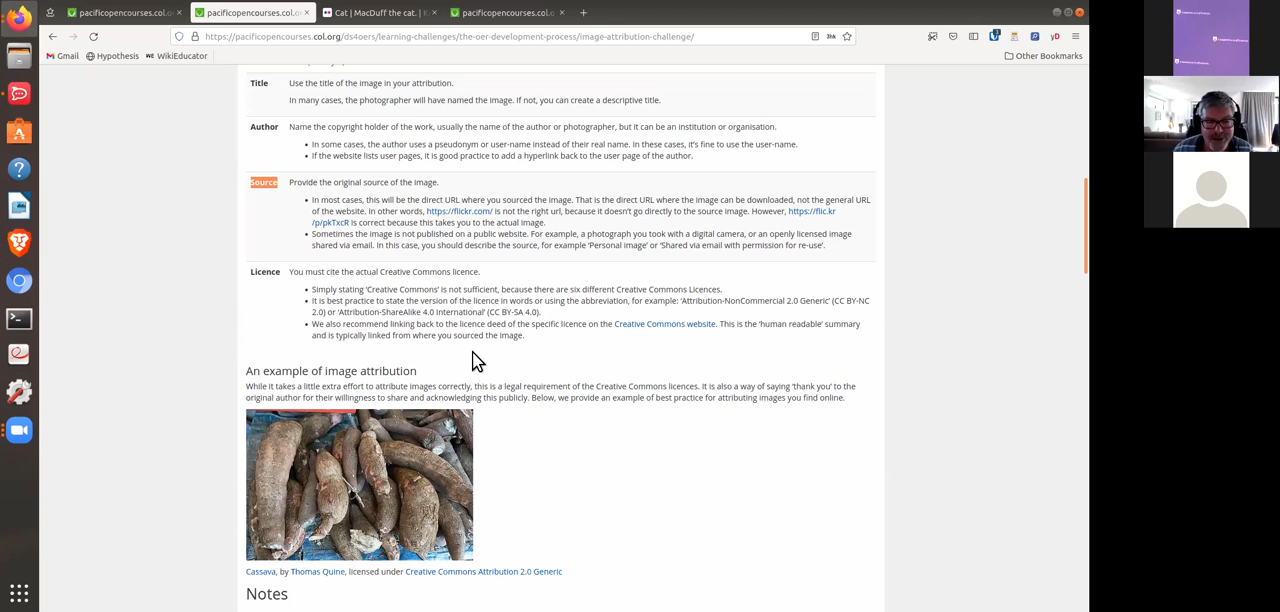 pacificopencourses.col.or
pacificopencourses.col.or
Cat | MacDuff the cat. | K
pacificopencourses.col.or
https://pacificopencourses.col.org/ds4oers/learning-challenges/the-oer-development-process/image-attribution-challenge/
Gmail
Hypothesis
WE WikiEducator
Other Bookmarks
Title
Use the title of the image in your attribution.
In many cases, the photographer will have named the image. If not, you can create a descriptive title.
Author
Name the copyright holder of the work, usually the name of the author or photographer, but it can be an institution or organisation.
• In some cases, the author uses a pseudonym or user-name instead of their real name. In these cases, it’s fine to use the user-name.
• If the website lists user pages, it is good practice to add a hyperlink back to the user page of the author.
Source
Provide the original source of the image.
• In most cases, this will be the direct URL where you sourced the image. That is the direct URL where the image can be downloaded, not the general URL
of the website. In other words, https://flickr.com/ is not the right url, because it doesn’t go directly to the source image. However, https://flic.kr
/p/pkTxcR is correct because this takes you to the actual image.
• Sometimes the image is not published on a public website. For example, a photograph you took with a digital camera, or an openly licensed image
shared via email. In this case, you should describe the source, for example ‘Personal image’ or ‘Shared via email with permission for re-use’.
Licence
You must cite the actual Creative Commons licence.
• Simply stating ‘Creative Commons’ is not sufficient, because there are six different Creative Commons Licences.
• It is best practice to state the version of the licence in words or using the abbreviation, for example: ‘Attribution-NonCommercial 2.0 Generic’ (CC BY-NC
2.0) or ‘Attribution-ShareAlike 4.0 International’ (CC BY-SA 4.0).
• We also recommend linking back to the licence deed of the specific licence on the Creative Commons website. This is the ‘human readable’ summary
and is typically linked from where you sourced the image.
An example of image attribution
While it takes a little extra effort to attribute images correctly, this is a legal requirement of the Creative Commons licences. It is also a way of saying ‘thank you’ to the
original author for their willingness to share and acknowledging this publicly. Below, we provide an example of best practice for attributing images you find online.
Cassava, by Thomas Quine, licensed under Creative Commons Attribution 2.0 Generic
Notes